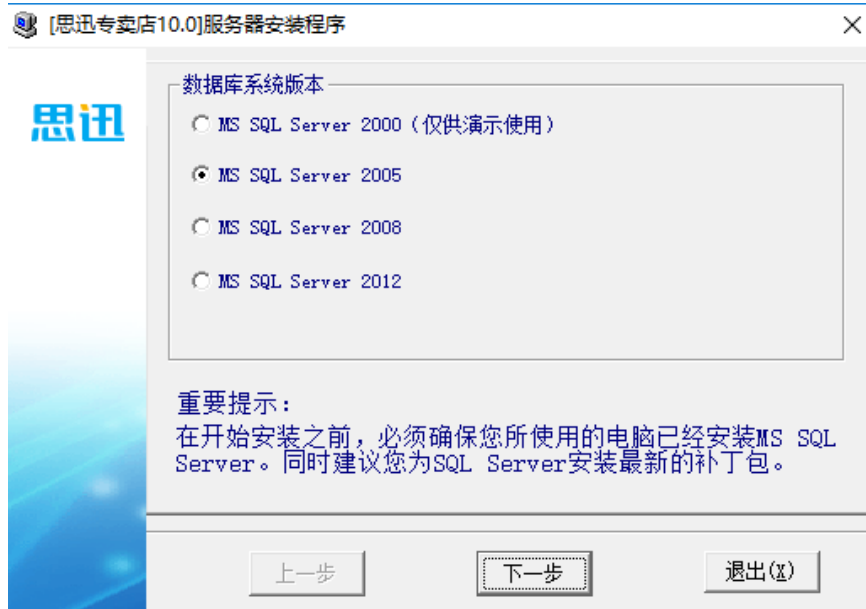 [思迅专卖店10.0]服务器安装程序
思迅
数据库系统版本
MS SQL Server 2000（仅供演示使用）
MS SQL Server 2005
MS SQL Server 2008
MS SQL Server 2012
重要提示：
在开始安装之前，必须确保您所使用的电脑已经安装MS SQL
Server。同时建议您为SQL Server安装最新的补丁包。
上一步
下一步
退出(X)